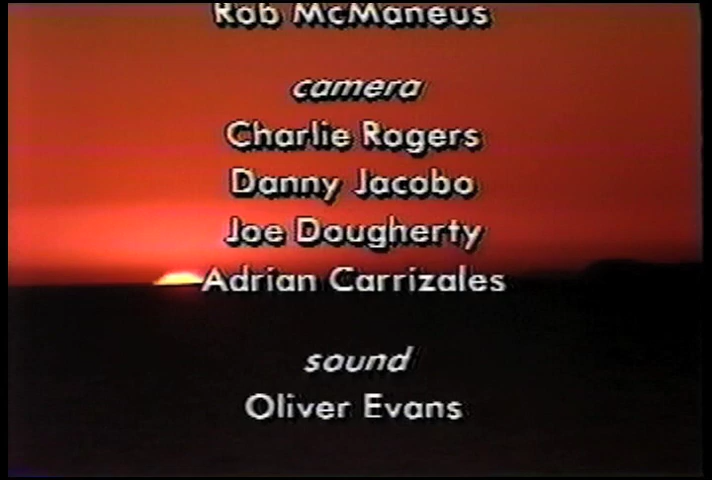 Rob McManeus
camera
Charlie Rogers
Danny Jacobo
Joe Dougherty
Adrian Carrizales
sound
Oliver Evans